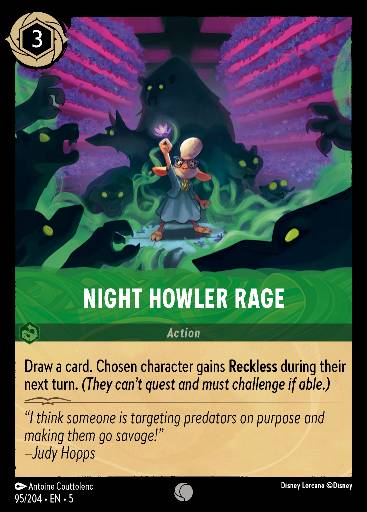 3
NIGHT HOWLER RAGE
Action
Draw a card. Chosen character gains Reckless during their
next turn. (They can't quest and must challenge if able.)
“I think someone is targeting predators on purpose and
making them go savage!”
–Judy Hopps
Antoine Couttolenc
Disney Lorcana ©Disney
95/204 • EN • 5